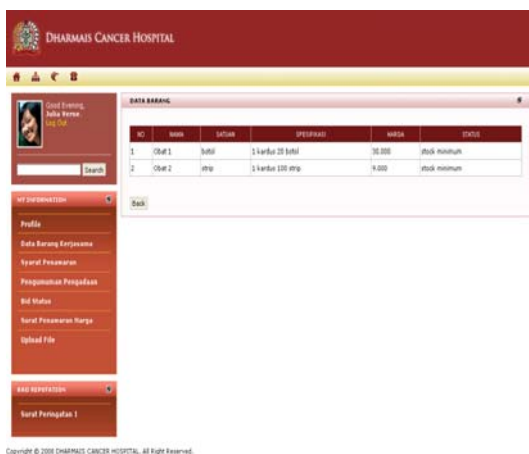 DHARMAIS CANCER HOSPITAL
Good Evening,
Julia Perez.
Log Out
Search
MY INFORMATION
Profile
Data Barang Kerjasama
Syarat Penawaran
Pengumuman Pengadaan
Bid Status
Surat Penawaran Harga
Upload File
BAD REPUTATION
Surat Peringatan 1
DATA BARANG
NO NAMA SATUAN SPESIFIKASI HARGA STATUS
1 Obat 1 botol 1 kardus 20 botol 30.000 stock minimum
2 Obat 2 strip 1 kardus 100 strip 9.000 stock minimum
Back
Copyright © 2008 DHARMAIS CANCER HOSPITAL. All Right Reserved.